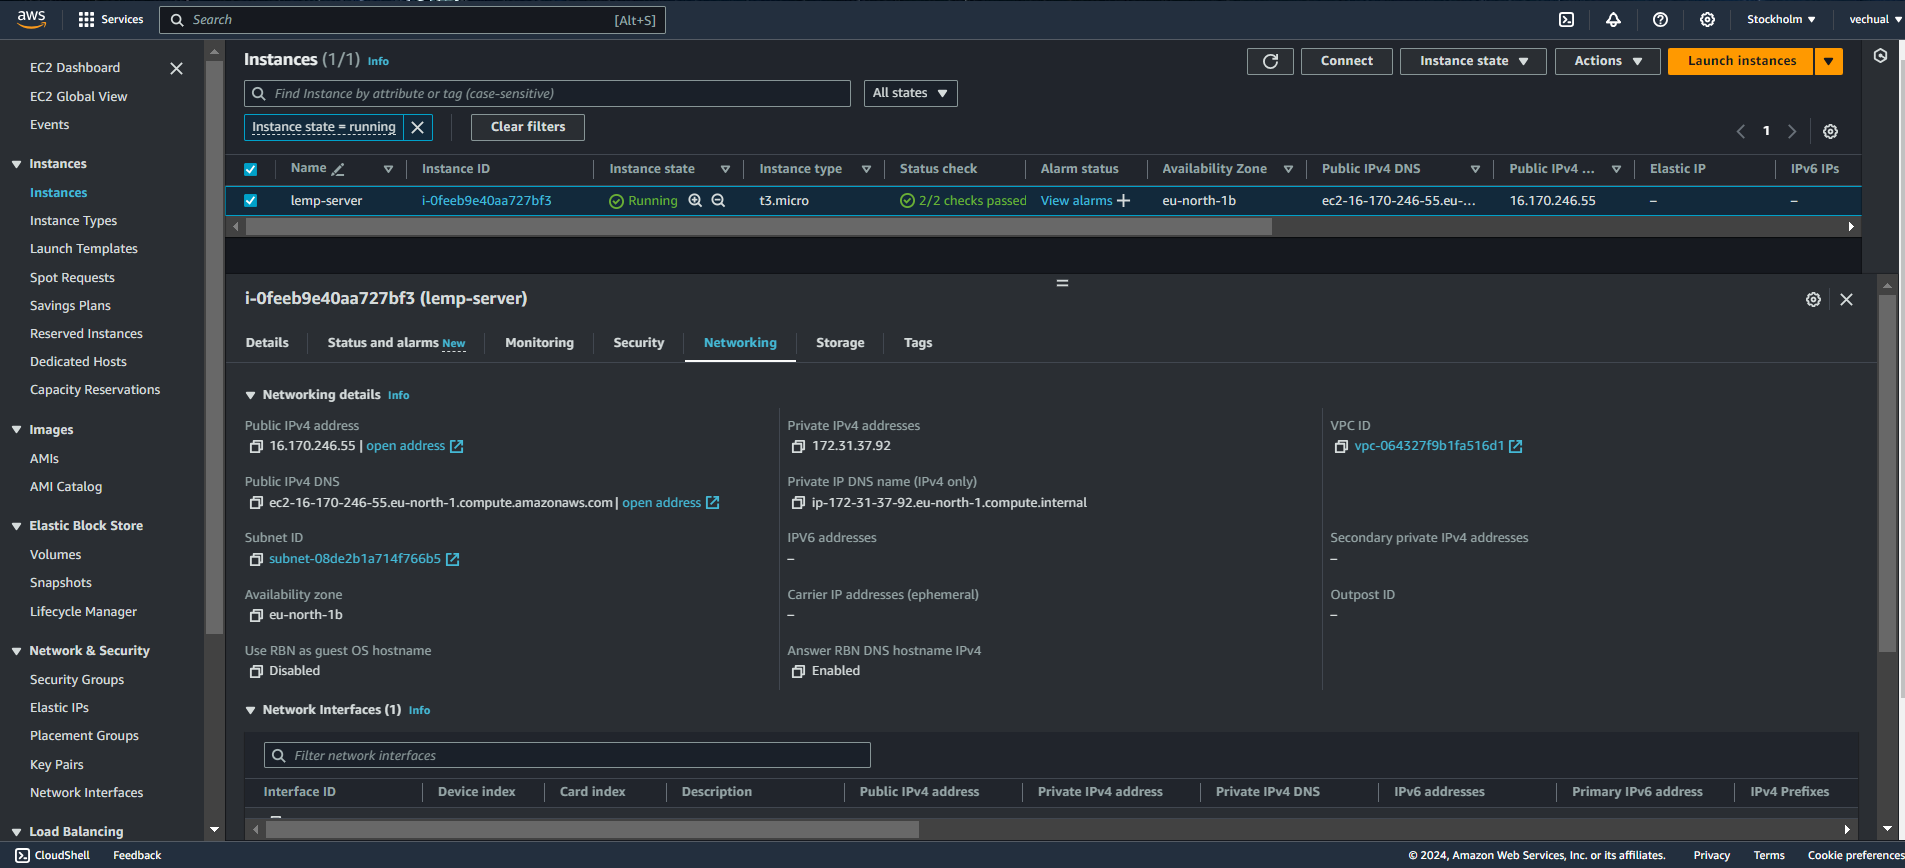 aws Services Search [Alt+S] Stockholm vechual
EC2 Dashboard
EC2 Global View
Events
Instances
Instances
Instance Types
Launch Templates
Spot Requests
Savings Plans
Reserved Instances
Dedicated Hosts
Capacity Reservations
Images
AMIs
AMI Catalog
Elastic Block Store
Volumes
Snapshots
Lifecycle Manager
Network & Security
Security Groups
Elastic IPs
Placement Groups
Key Pairs
Network Interfaces
Load Balancing
Instances (1/1) Info Connect Instance state Actions Launch instances
Find Instance by attribute or tag (case-sensitive) All states
Instance state = running Clear filters 1
Name Instance ID Instance state Instance type Status check Alarm status Availability Zone Public IPv4 DNS Public IPv4 ... Elastic IP IPv6 IPs
lemp-server i-0feeb9e40aa727bf3 Running t3.micro 2/2 checks passed View alarms eu-north-1b ec2-16-170-246-55.eu-... 16.170.246.55 – –
i-0feeb9e40aa727bf3 (lemp-server)
Details Status and alarms New Monitoring Security Networking Storage Tags
Networking details Info
Public IPv4 address
16.170.246.55 | open address
Public IPv4 DNS
ec2-16-170-246-55.eu-north-1.compute.amazonaws.com | open address
Subnet ID
subnet-08de2b1a714f766b5
Availability zone
eu-north-1b
Use RBN as guest OS hostname
Disabled
Private IPv4 addresses
172.31.37.92
Private IP DNS name (IPv4 only)
ip-172-31-37-92.eu-north-1.compute.internal
IPV6 addresses
–
Carrier IP addresses (ephemeral)
–
Answer RBN DNS hostname IPv4
Enabled
VPC ID
vpc-064327f9b1fa516d1
Secondary private IPv4 addresses
–
Outpost ID
–
Network Interfaces (1) Info
Filter network interfaces
Interface ID Device index Card index Description Public IPv4 address Private IPv4 address Private IPv4 DNS IPv6 addresses Primary IPv6 address IPv4 Prefixes
CloudShell Feedback © 2024, Amazon Web Services, Inc. or its affiliates. Privacy Terms Cookie preferences